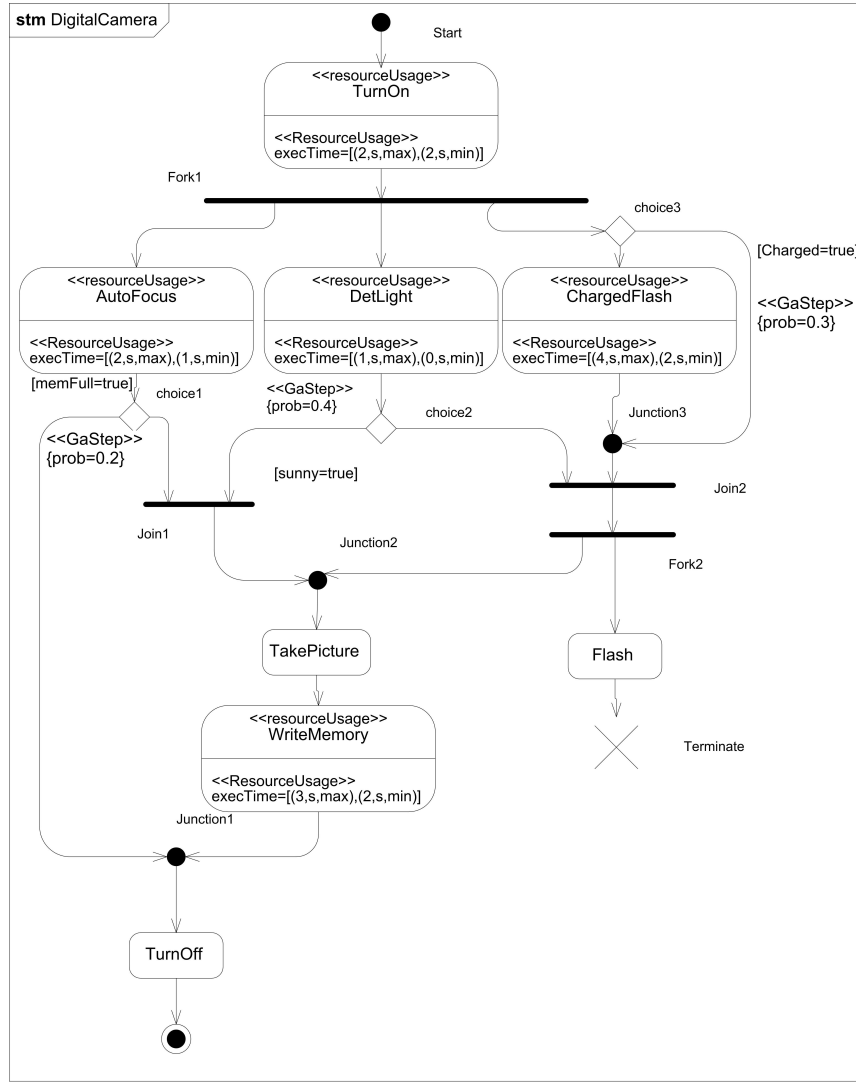 stm DigitalCamera
Start
<<resourceUsage>>
TurnOn
<<ResourceUsage>>
execTime=[(2,s,max),(2,s,min)]
Fork1
choice3
[Charged=true]
<<GaStep>>
{prob=0.3}
<<resourceUsage>>
AutoFocus
<<ResourceUsage>>
execTime=[(2,s,max),(1,s,min)]
<<resourceUsage>>
DetLight
<<ResourceUsage>>
execTime=[(1,s,max),(0,s,min)]
<<resourceUsage>>
ChargedFlash
<<ResourceUsage>>
execTime=[(4,s,max),(2,s,min)]
[memFull=true]
choice1
<<GaStep>>
{prob=0.2}
<<GaStep>>
{prob=0.4}
choice2
[sunny=true]
Junction3
Join1
Join2
Junction2
Fork2
TakePicture
Flash
Terminate
<<resourceUsage>>
WriteMemory
<<ResourceUsage>>
execTime=[(3,s,max),(2,s,min)]
Junction1
TurnOff